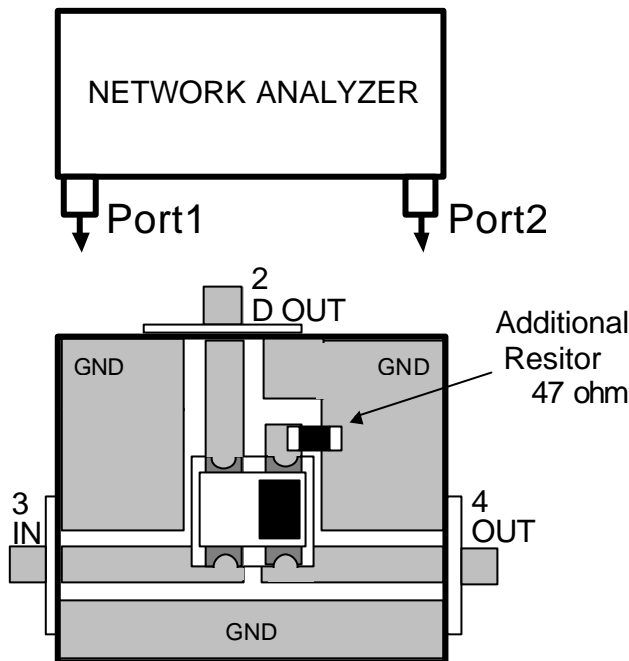 NETWORK ANALYZER
Port1
Port2
2
D OUT
Additional
Resitor
47 ohm
GND
GND
3
IN
4
OUT
GND